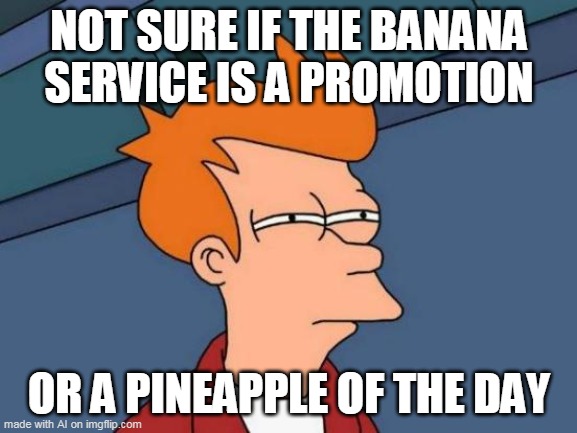 NOT SURE IF THE BANANA
SERVICE IS A PROMOTION
OR A PINEAPPLE OF THE DAY
made with AI on imgflip.com